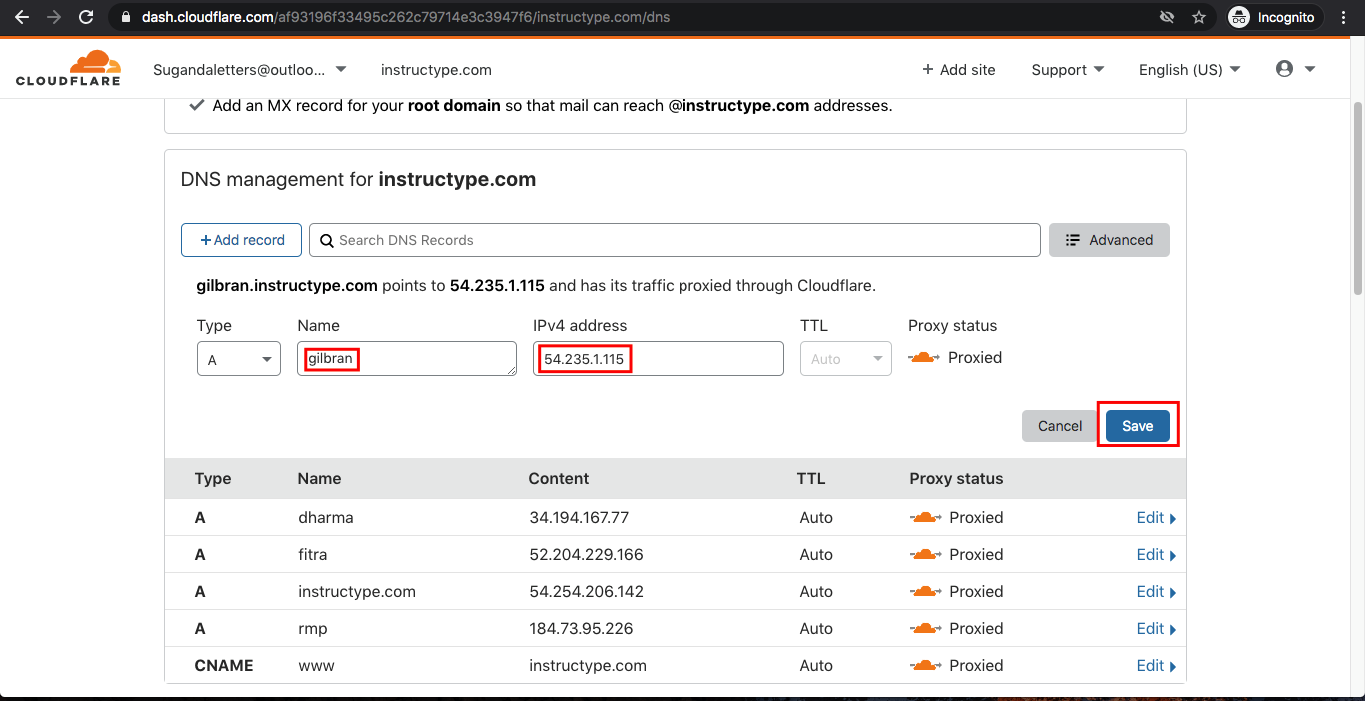 dash.cloudflare.com/af93196f33495c262c79714e3c3947f6/instructype.com/dns Incognito
CLOUDFLARE Sugandaletters@outloo... instructype.com + Add site Support English (US)
Add an MX record for your root domain so that mail can reach @instructype.com addresses.
DNS management for instructype.com
+Add record Search DNS Records Advanced
gilbran.instructype.com points to 54.235.1.115 and has its traffic proxied through Cloudflare.
Type Name IPv4 address TTL Proxy status
A gilbran 54.235.1.115 Auto Proxied
Cancel Save
Type Name Content TTL Proxy status
A dharma 34.194.167.77 Auto Proxied Edit
A fitra 52.204.229.166 Auto Proxied Edit
A instructype.com 54.254.206.142 Auto Proxied Edit
A rmp 184.73.95.226 Auto Proxied Edit
CNAME www instructype.com Auto Proxied Edit